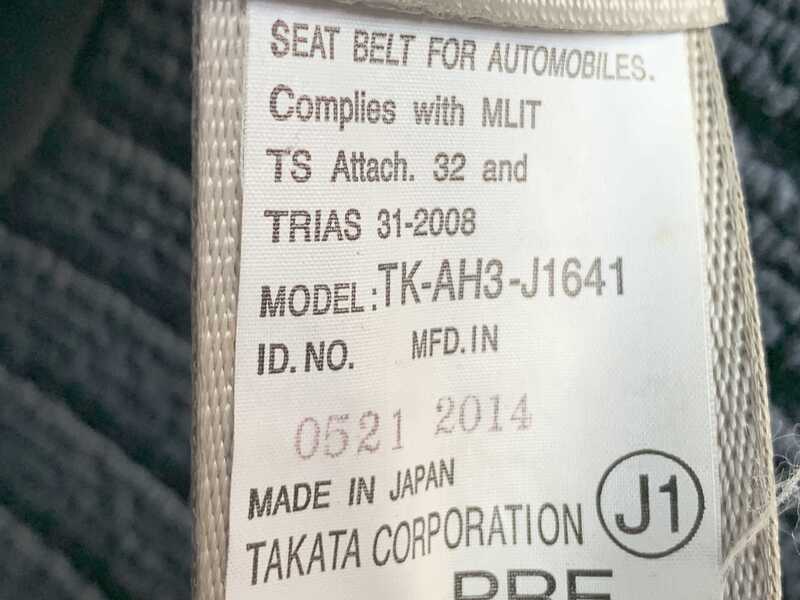 SEAT BELT FOR AUTOMOBILES.
Complies with MLIT
TS Attach. 32 and
TRIAS 31-2008
MODEL:TK-AH3-J1641
ID.NO. MFD.IN
0521 2014
MADE IN JAPAN
TAKATA CORPORATION J1